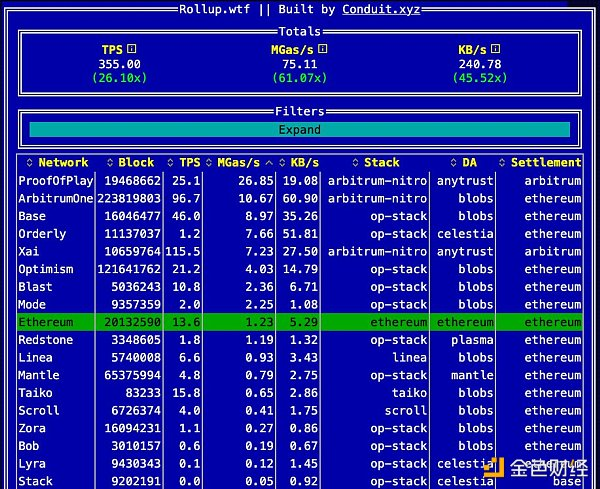 Rollup.wtf || Built by Conduit.xyz
Totals
TPS MGas/s KB/s
355.00 75.11 240.78
(26.10x) (61.07x) (45.52x)
Filters
Expand
Network Block TPS MGas/s KB/s Stack DA Settlement
ProofOfPlay 19468662 25.1 26.85 19.08 arbitrum-nitro anytrust arbitrum
ArbitrumOne 223819803 96.7 10.67 60.90 arbitrum-nitro blobs ethereum
Base 16046477 46.0 8.97 35.26 op-stack blobs ethereum
Orderly 11137037 1.2 7.66 51.81 op-stack celestia ethereum
Xai 10659764 115.5 7.23 27.50 arbitrum-nitro anytrust arbitrum
Optimism 121641762 21.2 4.03 14.79 op-stack blobs ethereum
Blast 5036243 10.8 2.36 6.71 op-stack blobs ethereum
Mode 9357359 2.0 2.25 1.08 op-stack blobs ethereum
Ethereum 20132590 13.6 1.23 5.29 ethereum ethereum ethereum
Redstone 3348605 1.8 1.19 1.32 op-stack plasma ethereum
Linea 5740008 6.6 0.93 3.43 linea blobs ethereum
Mantle 65375994 4.8 0.79 2.75 op-stack mantle ethereum
Taiko 83233 15.8 0.65 2.86 taiko blobs ethereum
Scroll 6726374 4.0 0.41 1.75 scroll blobs ethereum
Zora 16094231 1.1 0.27 0.86 op-stack blobs ethereum
Bob 3010157 0.6 0.19 0.67 op-stack blobs ethereum
Lyra 9430343 0.1 0.12 1.45 op-stack celestia
Stack 9202191 0.0 0.05 0.92 op-stack celestia base
金色财经